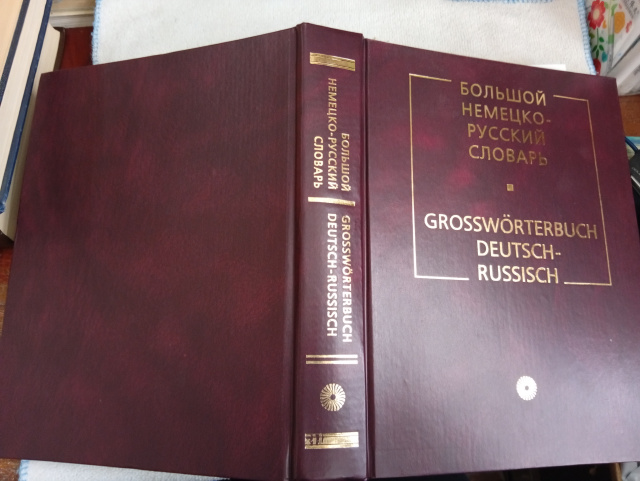 БОЛЬШОЙ
НЕМЕЦКО-РУССКИЙ
СЛОВАРЬ
GROSSWÖRTERBUCH
DEUTSCH-RUSSISCH
БОЛЬШОЙ
НЕМЕЦКО-
РУССКИЙ
СЛОВАРЬ
GROSSWÖRTERBUCH
DEUTSCH-
RUSSISCH